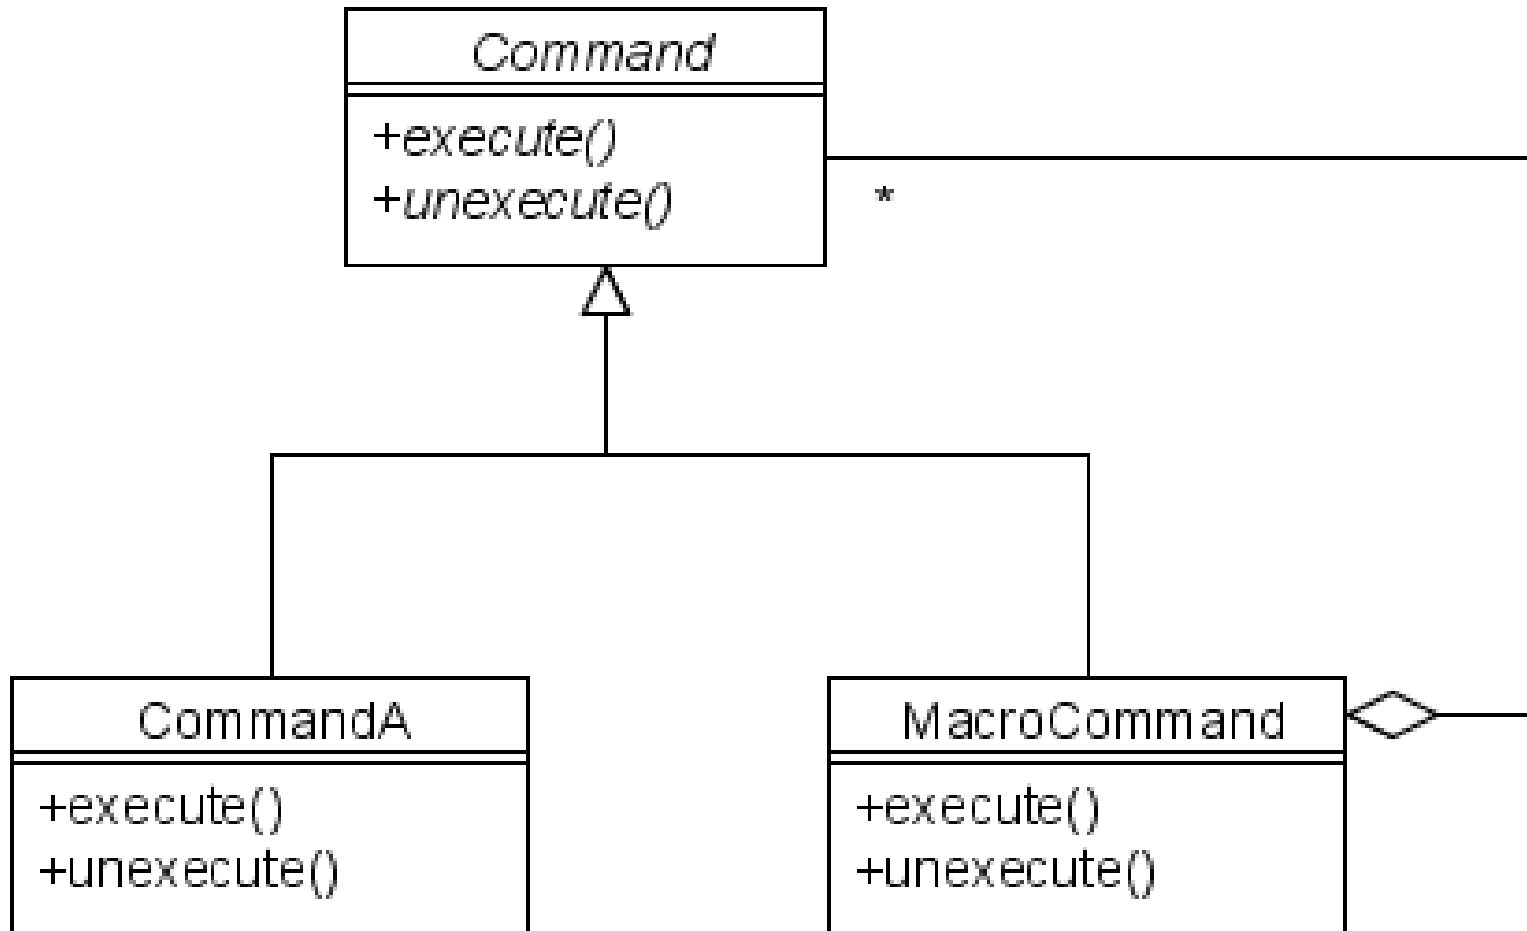 Command
+execute()
+unexecute()
*
CommandA
+execute()
+unexecute()
MacroCommand
+execute()
+unexecute()